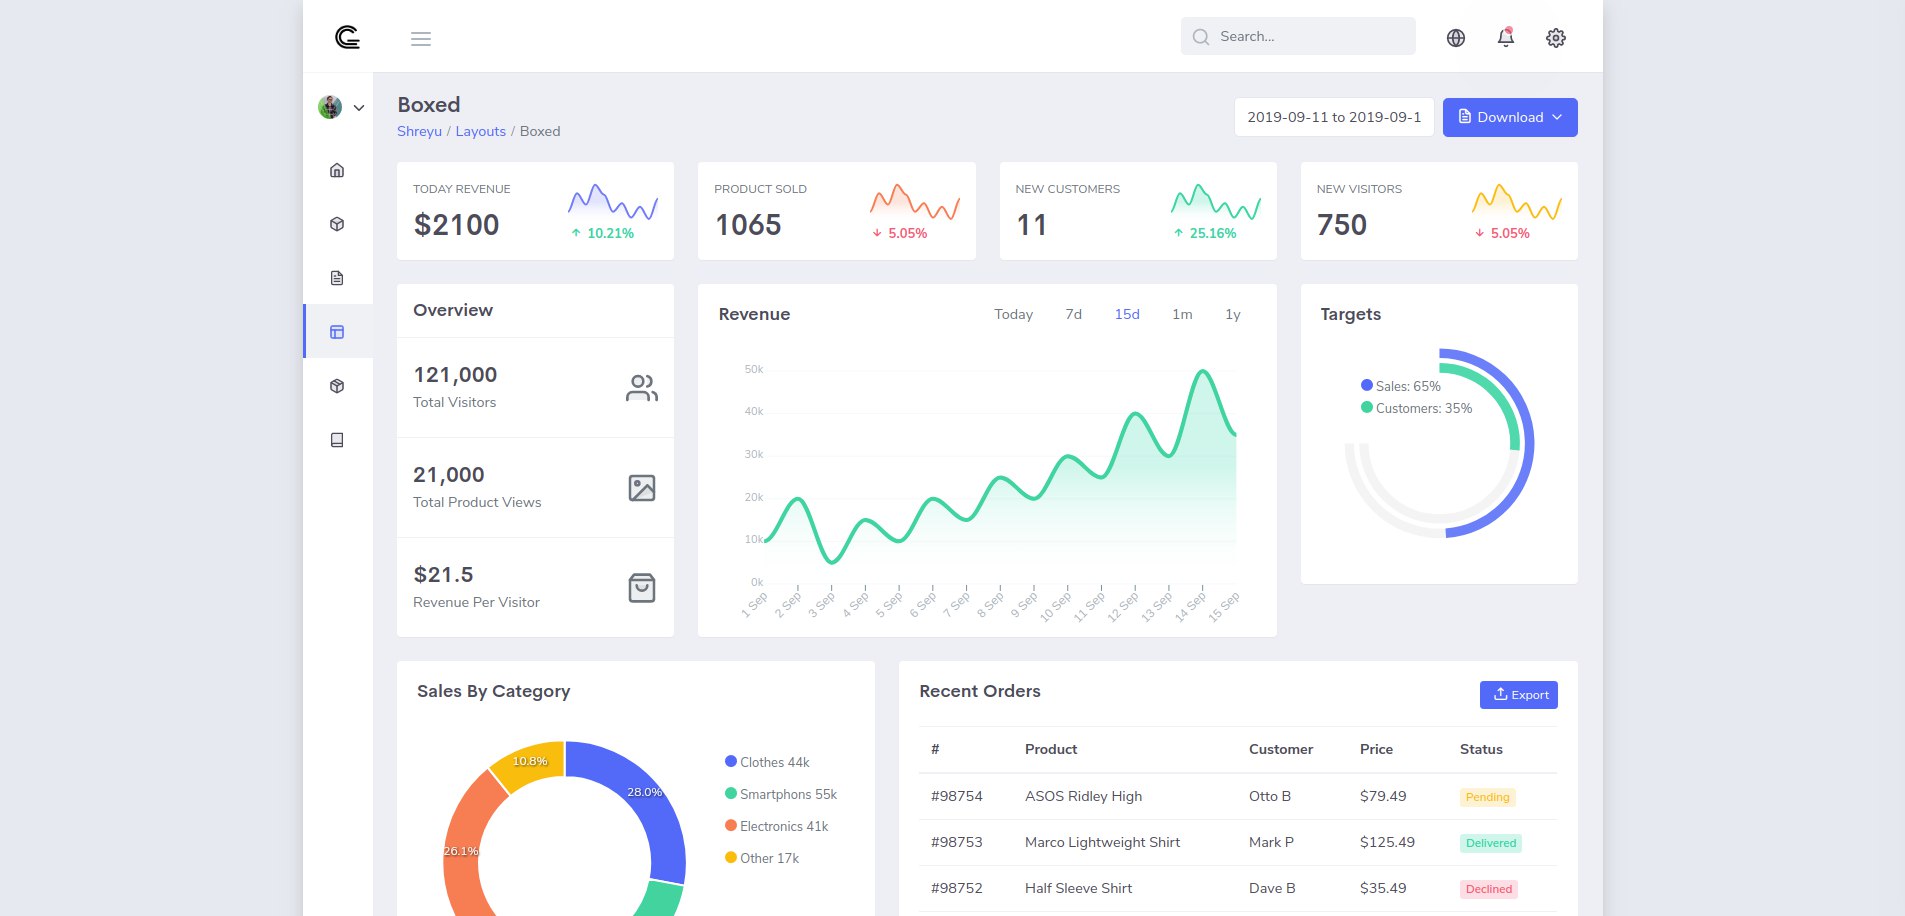 Search...
Boxed
Shreyu / Layouts / Boxed
2019-09-11 to 2019-09-1
Download
TODAY REVENUE
$2100
10.21%
PRODUCT SOLD
1065
5.05%
NEW CUSTOMERS
11
25.16%
NEW VISITORS
750
5.05%
Overview
121,000
Total Visitors
21,000
Total Product Views
$21.5
Revenue Per Visitor
Revenue
Today 7d 15d 1m 1y
50k
40k
30k
20k
10k
0k
1 Sep 2 Sep 3 Sep 4 Sep 5 Sep 6 Sep 7 Sep 8 Sep 9 Sep 10 Sep 11 Sep 12 Sep 13 Sep 14 Sep 15 Sep
Targets
Sales: 65%
Customers: 35%
Sales By Category
10.8%
28.0%
26.1%
Clothes 44k
Smartphons 55k
Electronics 41k
Other 17k
Recent Orders
Export
# Product Customer Price Status
#98754 ASOS Ridley High Otto B $79.49 Pending
#98753 Marco Lightweight Shirt Mark P $125.49 Delivered
#98752 Half Sleeve Shirt Dave B $35.49 Declined